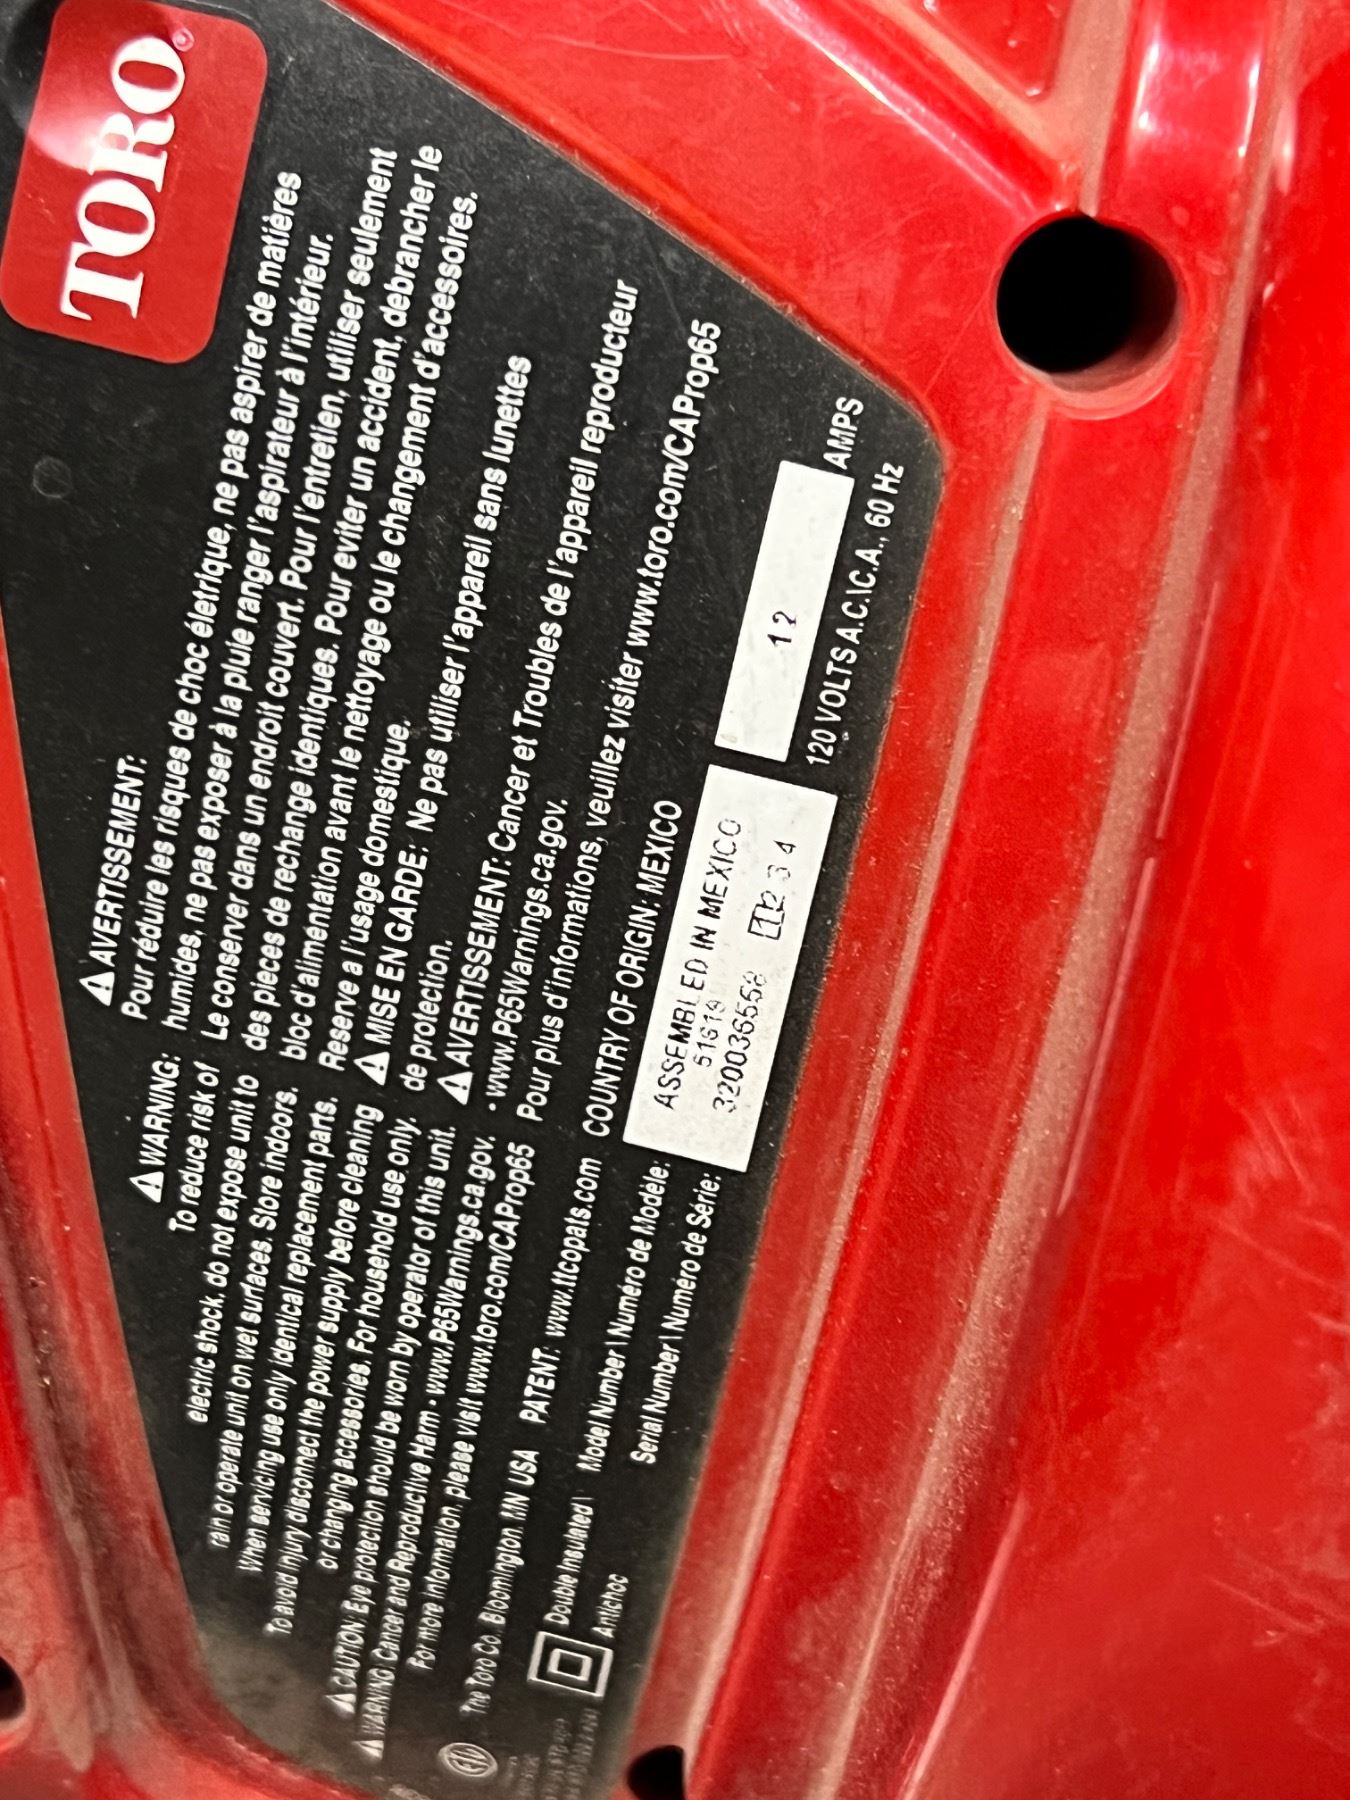 TORO
AVERTISSEMENT:
Pour réduire les risques de choc életrique, ne pas aspirer de matières
humides, ne pas exposer à la pluie ranger l'aspirateur à l'intérieur.
Le conserver dans un endroit couvert. Pour l'entretien, utiliser seulement
des pieces de rechange identiques. Pour eviter un accident, debrancher le
bloc d'alimentation avant le nettoyage ou le changement d'accessoires.
Reserve a l'usage domestique.
MISE EN GARDE: Ne pas utiliser l'appareil sans lunettes
de protection.
AVERTISSEMENT: Cancer et Troubles de l'appareil reproducteur
• www.P65Warnings.ca.gov.
Pour plus d'informations, veuillez visiter www.toro.com/CAProp65
WARNING:
To reduce risk of
electric shock, do not expose unit to
rain or operate unit on wet surfaces. Store indoors.
When servicing use only identical replacement parts.
To avoid injury disconnect the power supply before cleaning
or changing accessories. For household use only.
CAUTION: Eye protection should be worn by operator of this unit.
WARNING: Cancer and Reproductive Harm - www.P65Warnings.ca.gov.
For more information, please visit www.toro.com/CAProp65
The Toro Co. Bloomington, MN USA PATENT: www.ttcopats.com COUNTRY OF ORIGIN: MEXICO
Double Insulated \
Antichoc
Model Number \ Numéro de Modèle:
Serial Number \ Numéro de Série:
ASSEMBLED IN MEXICO
51619
320036558 1 2 3 4
12 AMPS
120 VOLTS A.C.\C.A., 60 Hz